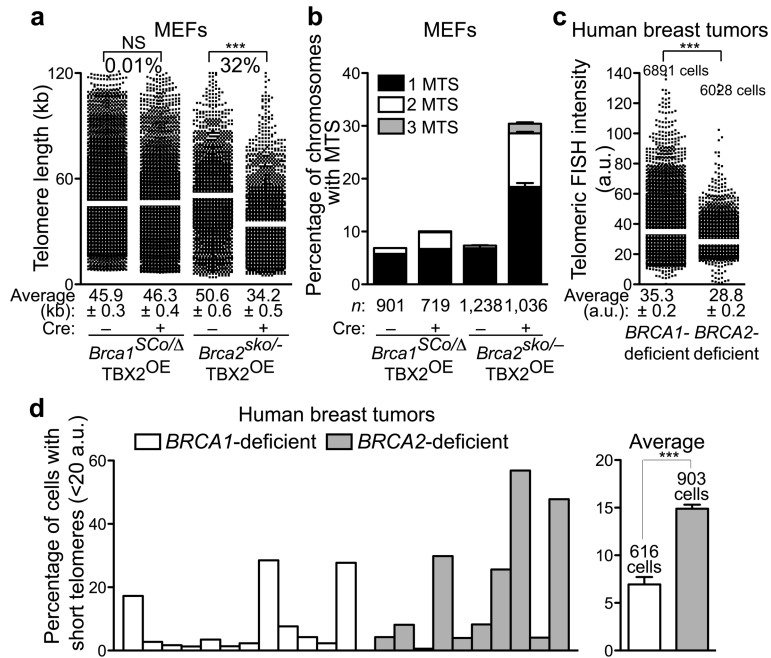 a
MEFs
NS
0.01%
***
32%
Telomere length (kb)
120
60
0
Average 45.9 46.3 50.6 34.2
(kb): ± 0.3 ± 0.4 ± 0.6 ± 0.5
Cre: – + – +
Brca1SCo/Δ Brca2sko/-
TBX2OE TBX2OE
b
MEFs
Percentage of chromosomes
with MTS
40
30
20
10
0
1 MTS
2 MTS
3 MTS
n: 901 719 1,238 1,036
Cre: – + – +
Brca1SCo/Δ Brca2sko/–
TBX2OE TBX2OE
c
Human breast tumors
***
6891 cells
6028 cells
Telomeric FISH intensity
(a.u.)
140
120
100
80
60
40
20
0
Average 35.3 28.8
(a.u.): ± 0.2 ± 0.2
BRCA1- BRCA2-
deficient deficient
d
Human breast tumors
BRCA1-deficient BRCA2-deficient
Percentage of cells with
short telomeres (<20 a.u.)
60
40
20
0
Average
***
903
cells
616
cells
20
15
10
5
0